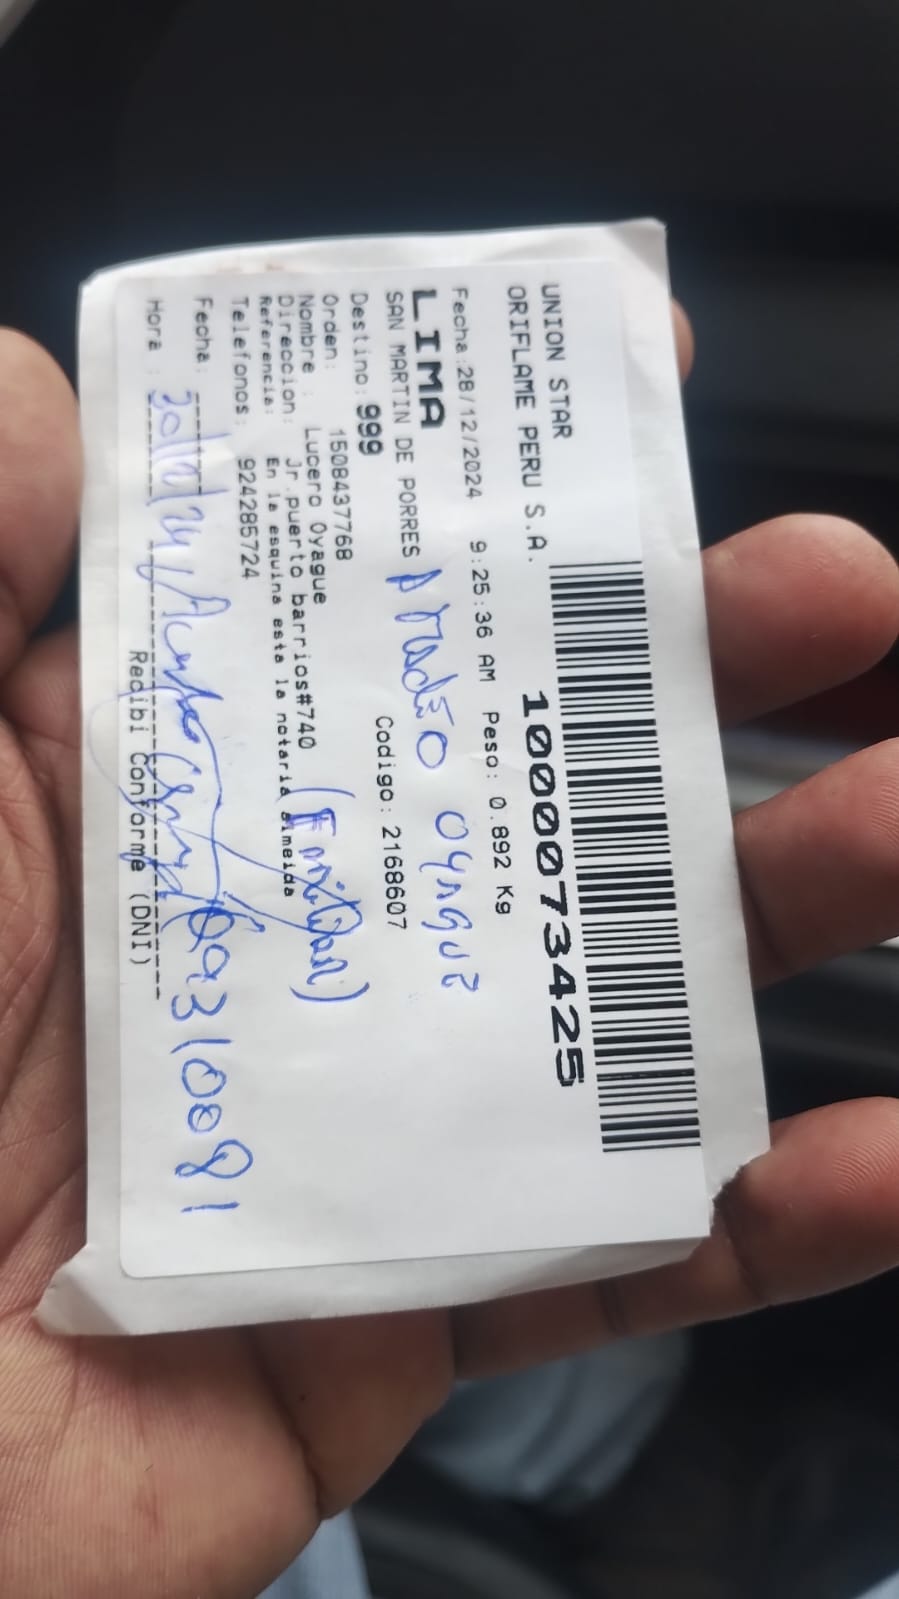 UNION STAR
ORIFLAME PERU S.A.
1000073425
Fecha:28/12/2024 9:25:36 AM Peso: 0.892 Kg
LIMA
SAN MARTIN DE PORRES
Oyague
Destino: 999 Codigo: 2168607
Orden: 1508437768
Nombre : Lucero Oyague
Direccion: Jr.puerto barrios#740.
Referencia: En la esquina esta la notaria almeida
Telefonos: 924285724
Fecha:
Hora :
Redibi Conforme (DNI)